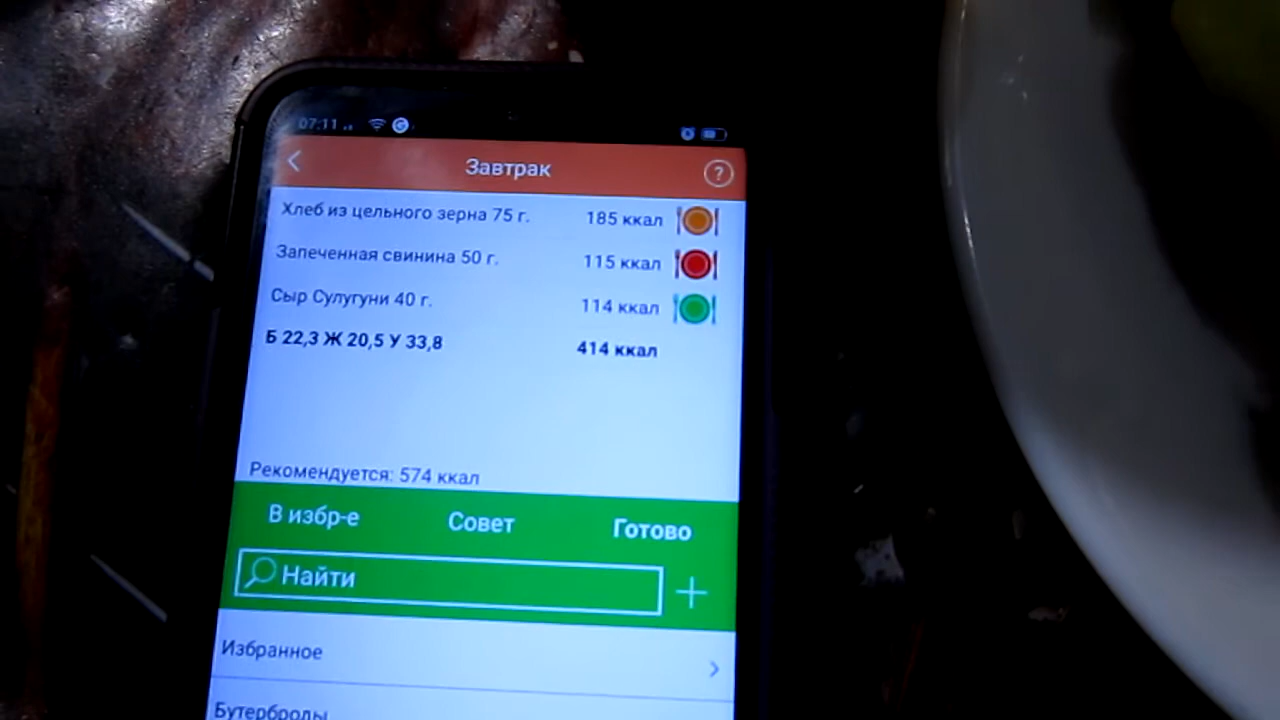 07:11
Завтрак ?
Хлеб из цельного зерна 75 г. 185 ккал
Запеченная свинина 50 г. 115 ккал
Сыр Сулугуни 40 г. 114 ккал
Б 22,3 Ж 20,5 У 33,8 414 ккал
Рекомендуется: 574 ккал
В избр-е Совет Готово
Найти +
Избранное
Бутерброды